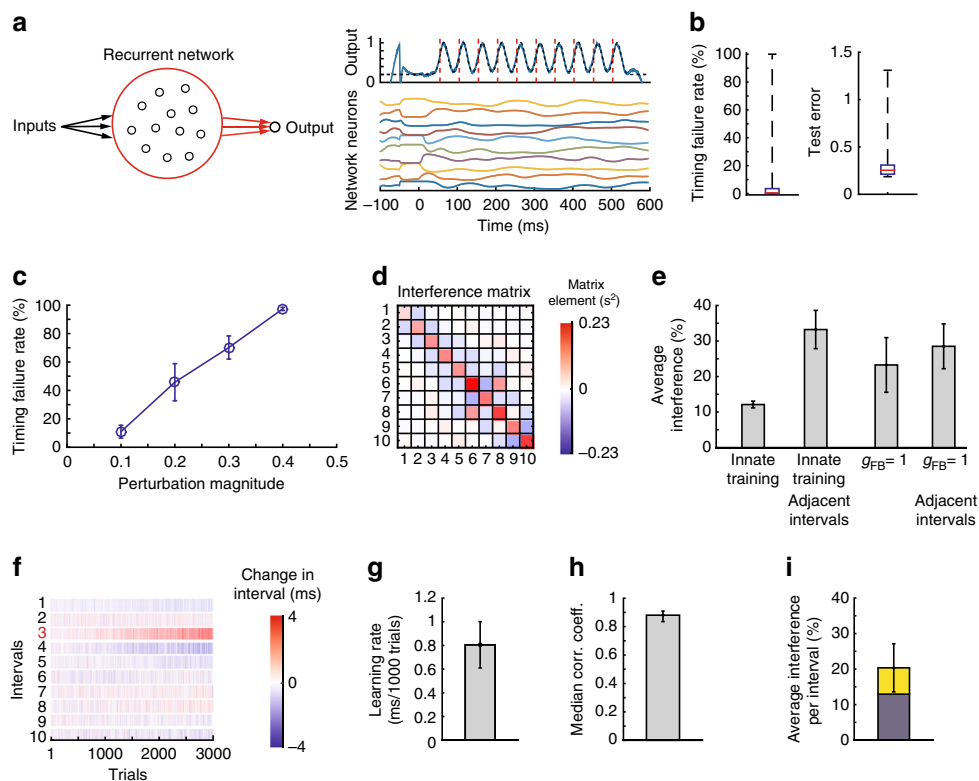 a
Recurrent network
Inputs
Output
Output
1
0
Network neurons
−100 0 100 200 300 400 500 600
Time (ms)
b
Timing failure rate (%)
100
80
60
40
20
0
Test error
1.5
1
0.5
0
c
Timing failure rate (%)
100
80
60
40
20
0
0 0.1 0.2 0.3 0.4 0.5
Perturbation magnitude
d
Interference matrix
1
2
3
4
5
6
7
8
9
10
1 2 3 4 5 6 7 8 9 10
Matrix
element (s²)
0.23
0
−0.23
e
Average
interference (%)
40
30
20
10
0
Innate
training
Innate
training
Adjacent
intervals
gFB= 1
gFB= 1
Adjacent
intervals
f
Intervals
1
2
3
4
5
6
7
8
9
10
1 1000 2000 3000
Trials
Change in
interval (ms)
4
0
−4
g
Learning rate
(ms/1000 trials)
1.2
1
0.8
0.6
0.4
0.2
0
h
Median corr. coeff.
1
0.8
0.6
0.4
0.2
0
i
Average interference
per interval (%)
40
30
20
10
0